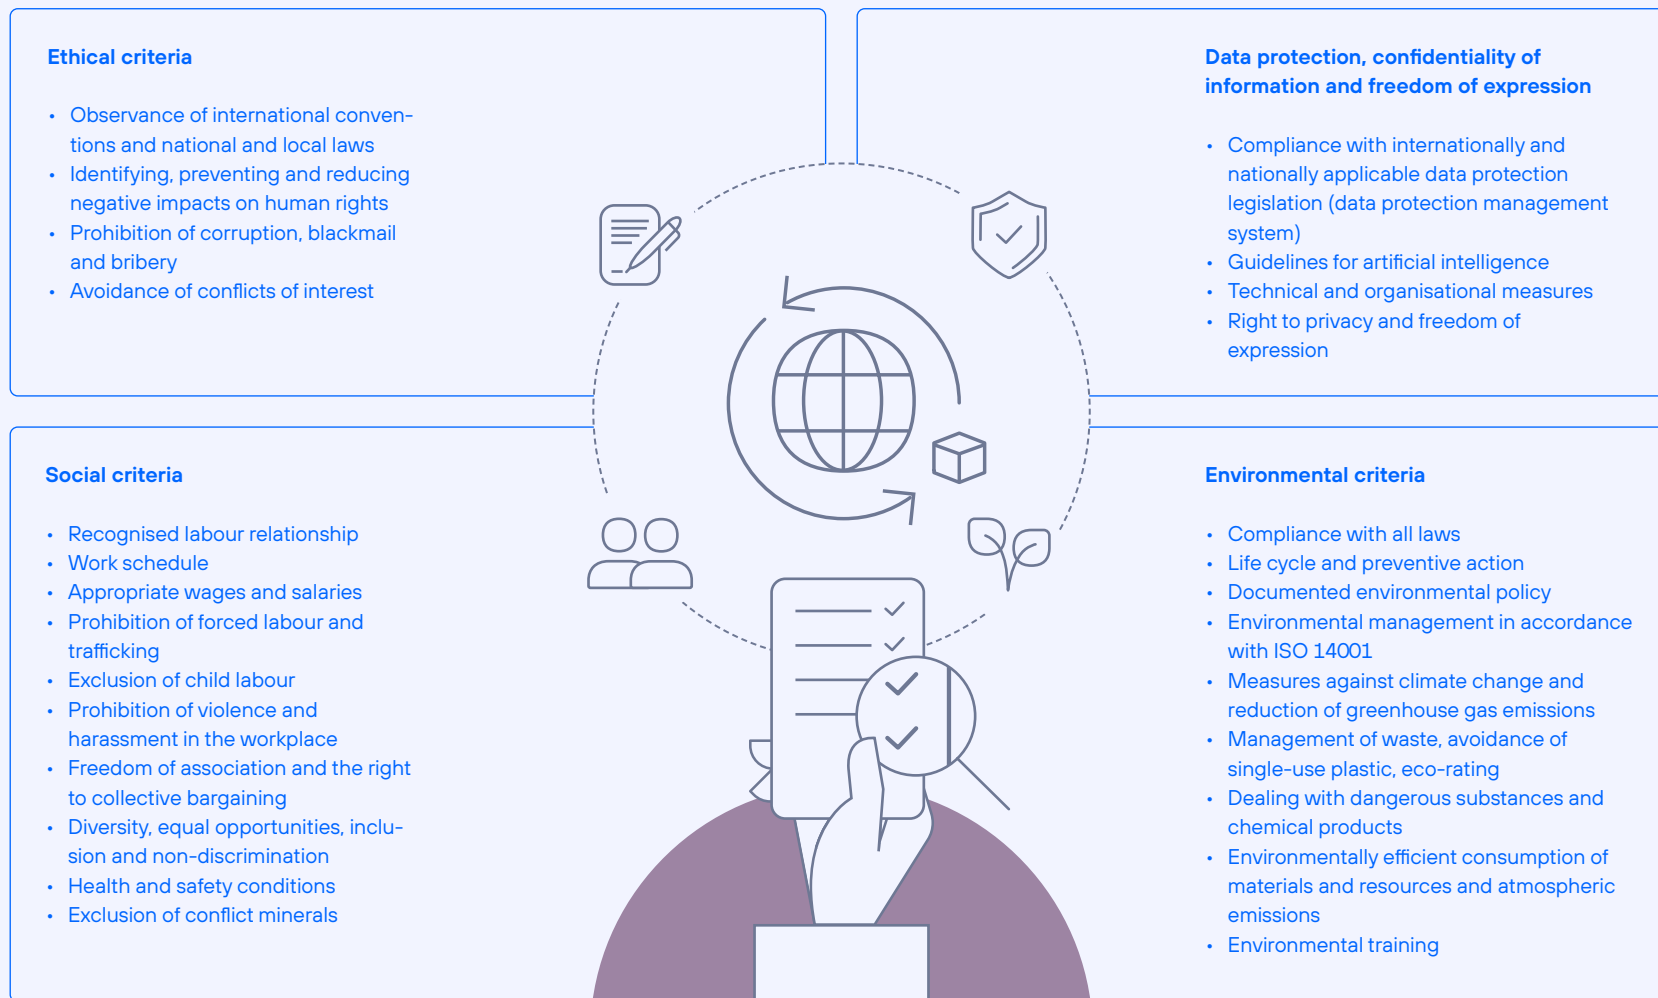 Ethical criteria
• Observance of international conven-
tions and national and local laws
• Identifying, preventing and reducing
negative impacts on human rights
• Prohibition of corruption, blackmail
and bribery
• Avoidance of conflicts of interest
Data protection, confidentiality of
information and freedom of expression
• Compliance with internationally and
nationally applicable data protection
legislation (data protection management
system)
• Guidelines for artificial intelligence
• Technical and organisational measures
• Right to privacy and freedom of
expression
Social criteria
• Recognised labour relationship
• Work schedule
• Appropriate wages and salaries
• Prohibition of forced labour and
trafficking
• Exclusion of child labour
• Prohibition of violence and
harassment in the workplace
• Freedom of association and the right
to collective bargaining
• Diversity, equal opportunities, inclu-
sion and non-discrimination
• Health and safety conditions
• Exclusion of conflict minerals
Environmental criteria
• Compliance with all laws
• Life cycle and preventive action
• Documented environmental policy
• Environmental management in accordance
with ISO 14001
• Measures against climate change and
reduction of greenhouse gas emissions
• Management of waste, avoidance of
single-use plastic, eco-rating
• Dealing with dangerous substances and
chemical products
• Environmentally efficient consumption of
materials and resources and atmospheric
emissions
• Environmental training